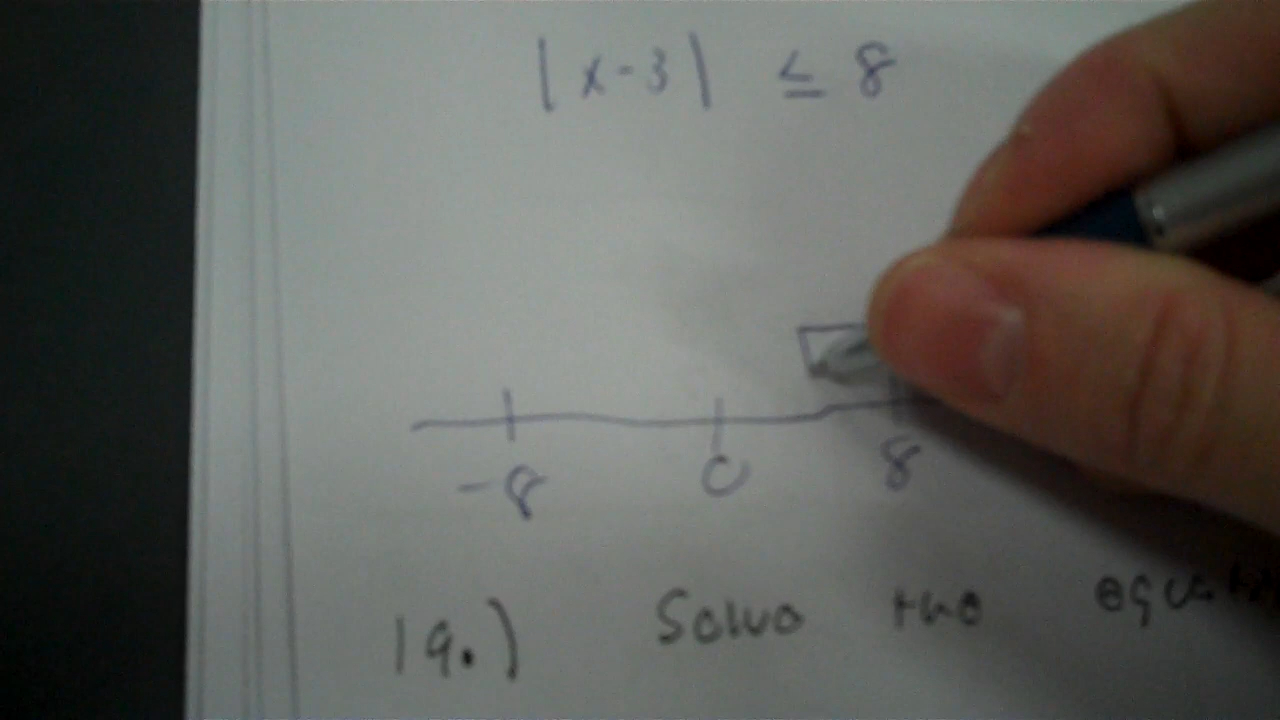 |x-3| ≤ 8
-8 0 8
19.) Solve the